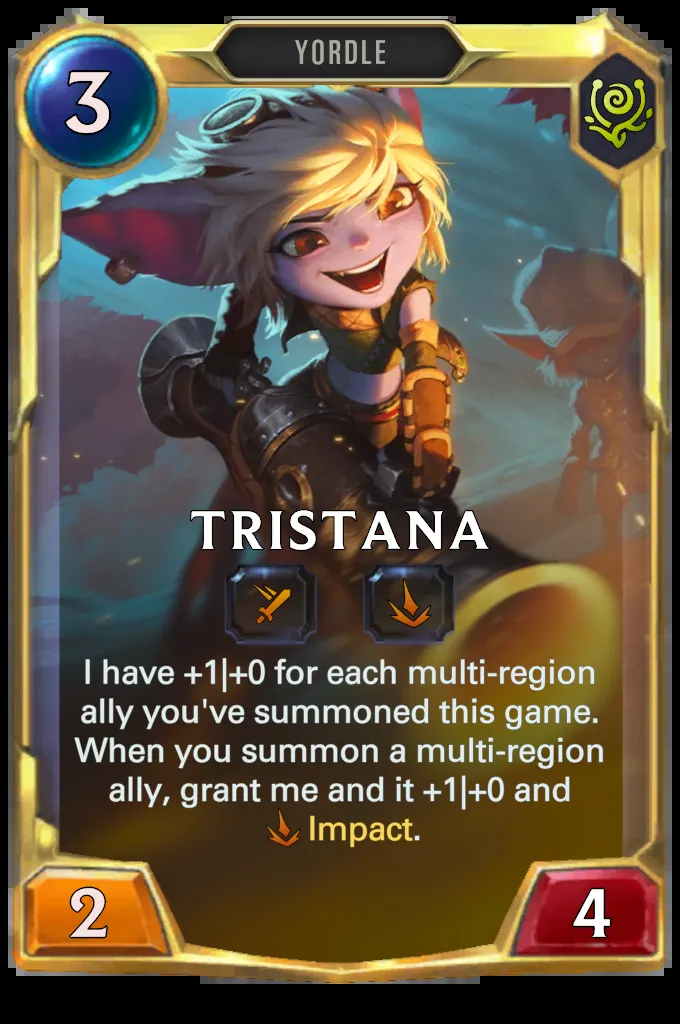 YORDLE
3
TRISTANA
I have +1|+0 for each multi-region
ally you've summoned this game.
When you summon a multi-region
ally, grant me and it +1|+0 and
Impact.
2
4